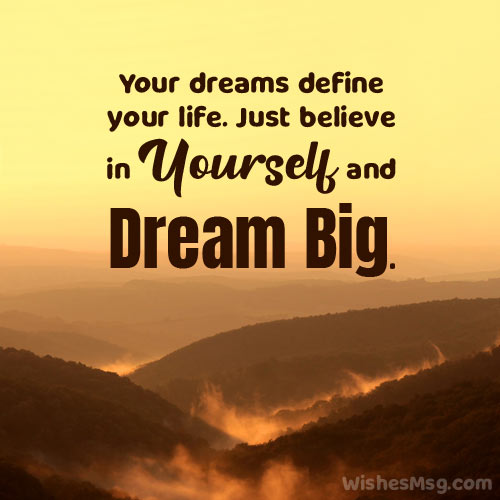 Your dreams define
your life. Just believe
in Yourself and
Dream Big.
WishesMsg.com